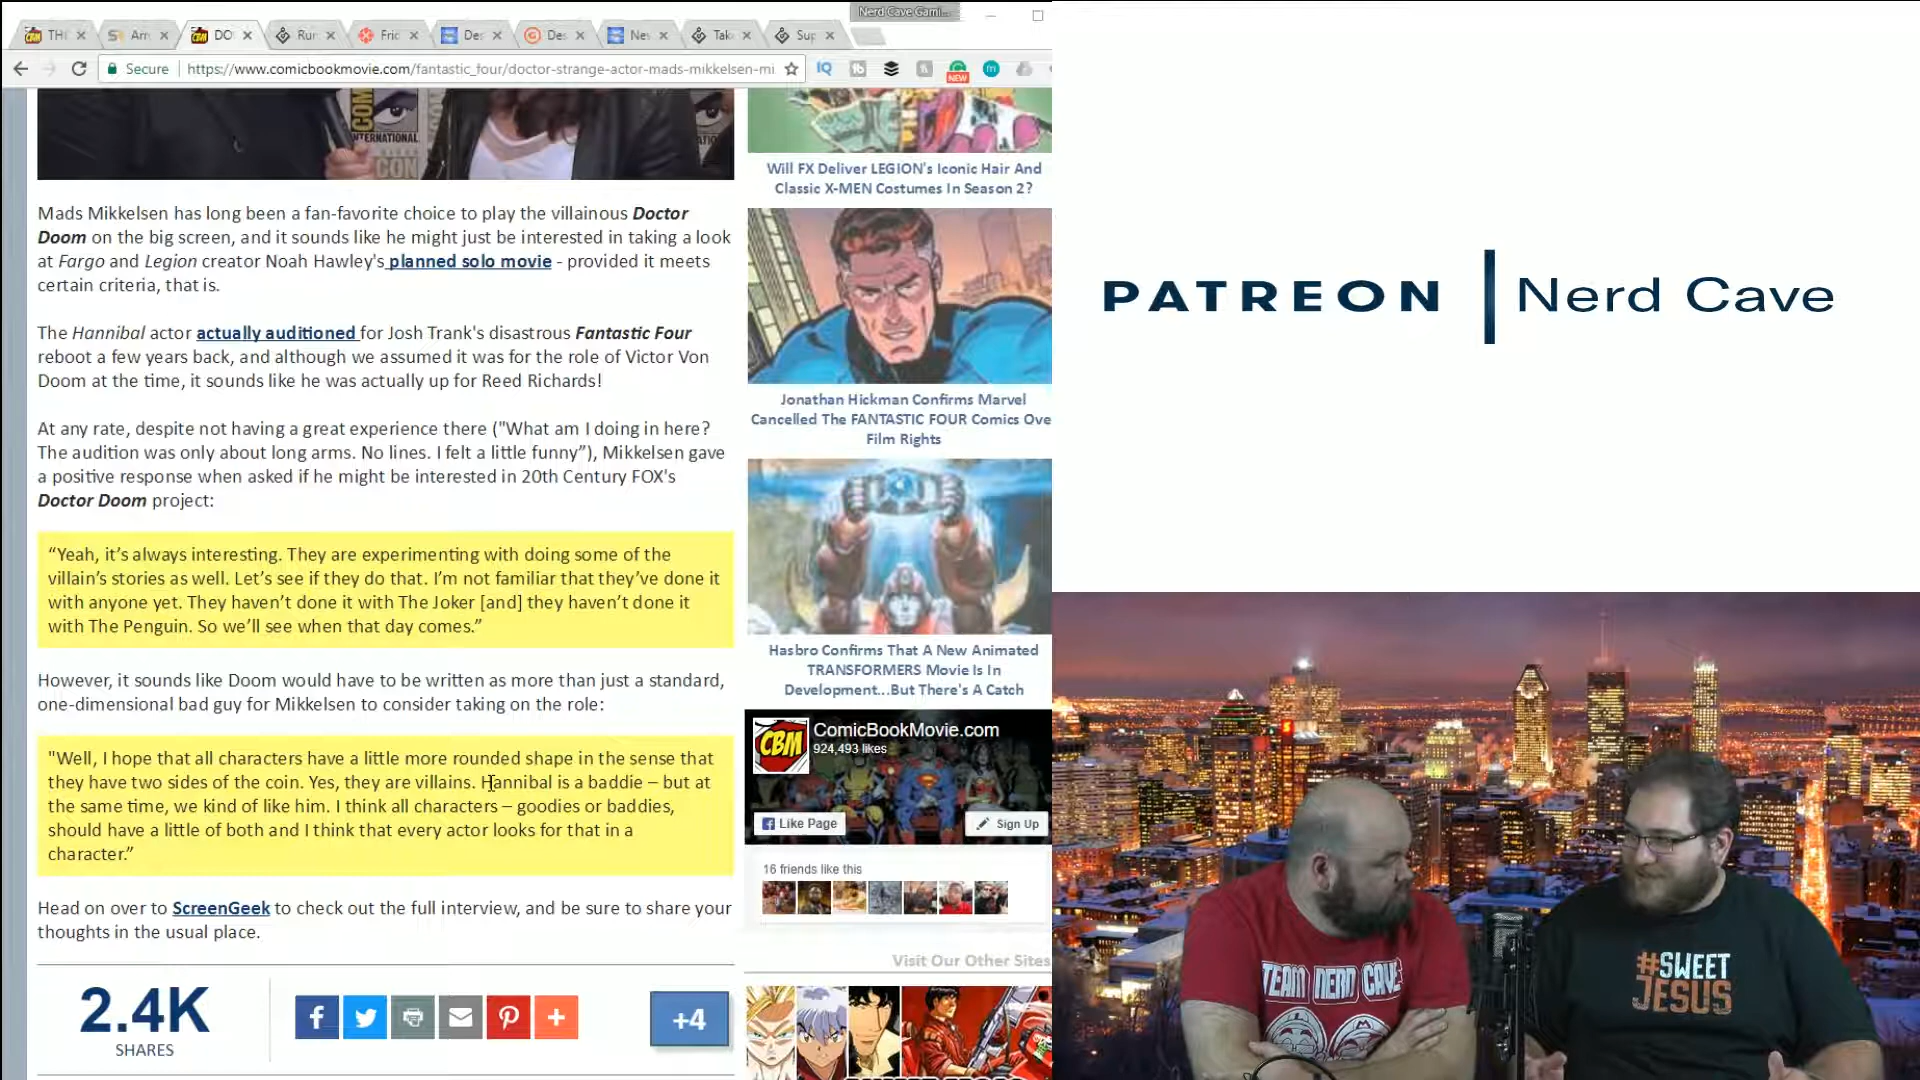 Nerd Cave Gami...
TH
Arr
DO
Rur
Fric
Des
Des
Nev
Tak
Sup
Secure
https://www.comicbookmovie.com/fantastic_four/doctor-strange-actor-mads-mikkelsen-mi
IQ
NEW
COM
INTERNATIONAL
CON
Will FX Deliver LEGION's Iconic Hair And
Classic X-MEN Costumes In Season 2?
Mads Mikkelsen has long been a fan-favorite choice to play the villainous Doctor
Doom on the big screen, and it sounds like he might just be interested in taking a look
at Fargo and Legion creator Noah Hawley's planned solo movie - provided it meets
certain criteria, that is.
The Hannibal actor actually auditioned for Josh Trank's disastrous Fantastic Four
reboot a few years back, and although we assumed it was for the role of Victor Von
Doom at the time, it sounds like he was actually up for Reed Richards!
At any rate, despite not having a great experience there ("What am I doing in here?
The audition was only about long arms. No lines. I felt a little funny”), Mikkelsen gave
a positive response when asked if he might be interested in 20th Century FOX's
Doctor Doom project:
“Yeah, it’s always interesting. They are experimenting with doing some of the
villain’s stories as well. Let’s see if they do that. I’m not familiar that they’ve done it
with anyone yet. They haven’t done it with The Joker [and] they haven’t done it
with The Penguin. So we’ll see when that day comes.”
However, it sounds like Doom would have to be written as more than just a standard,
one-dimensional bad guy for Mikkelsen to consider taking on the role:
"Well, I hope that all characters have a little more rounded shape in the sense that
they have two sides of the coin. Yes, they are villains. Hannibal is a baddie – but at
the same time, we kind of like him. I think all characters – goodies or baddies,
should have a little of both and I think that every actor looks for that in a
character.”
Head on over to ScreenGeek to check out the full interview, and be sure to share your
thoughts in the usual place.
2.4K
SHARES
+4
Jonathan Hickman Confirms Marvel
Cancelled The FANTASTIC FOUR Comics Ove
Film Rights
Hasbro Confirms That A New Animated
TRANSFORMERS Movie Is In
Development...But There's A Catch
CBM
ComicBookMovie.com
924,493 likes
Like Page
Sign Up
16 friends like this
Visit Our Other Sites
PATREON | Nerd Cave
TEAM NERD CAVE
#SWEET
JESUS